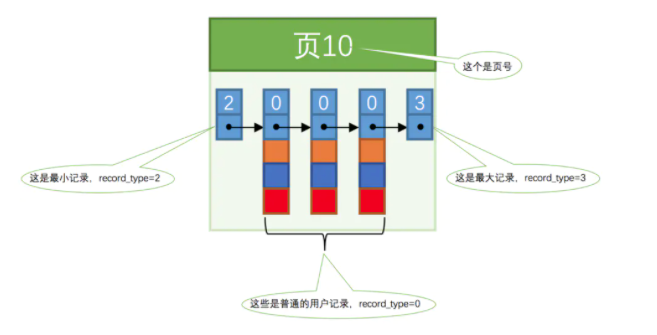 页10
这个是页号
2 0 0 0 3
这是最小记录，record_type=2
这是最大记录，record_type=3
这些是普通的用户记录，record_type=0